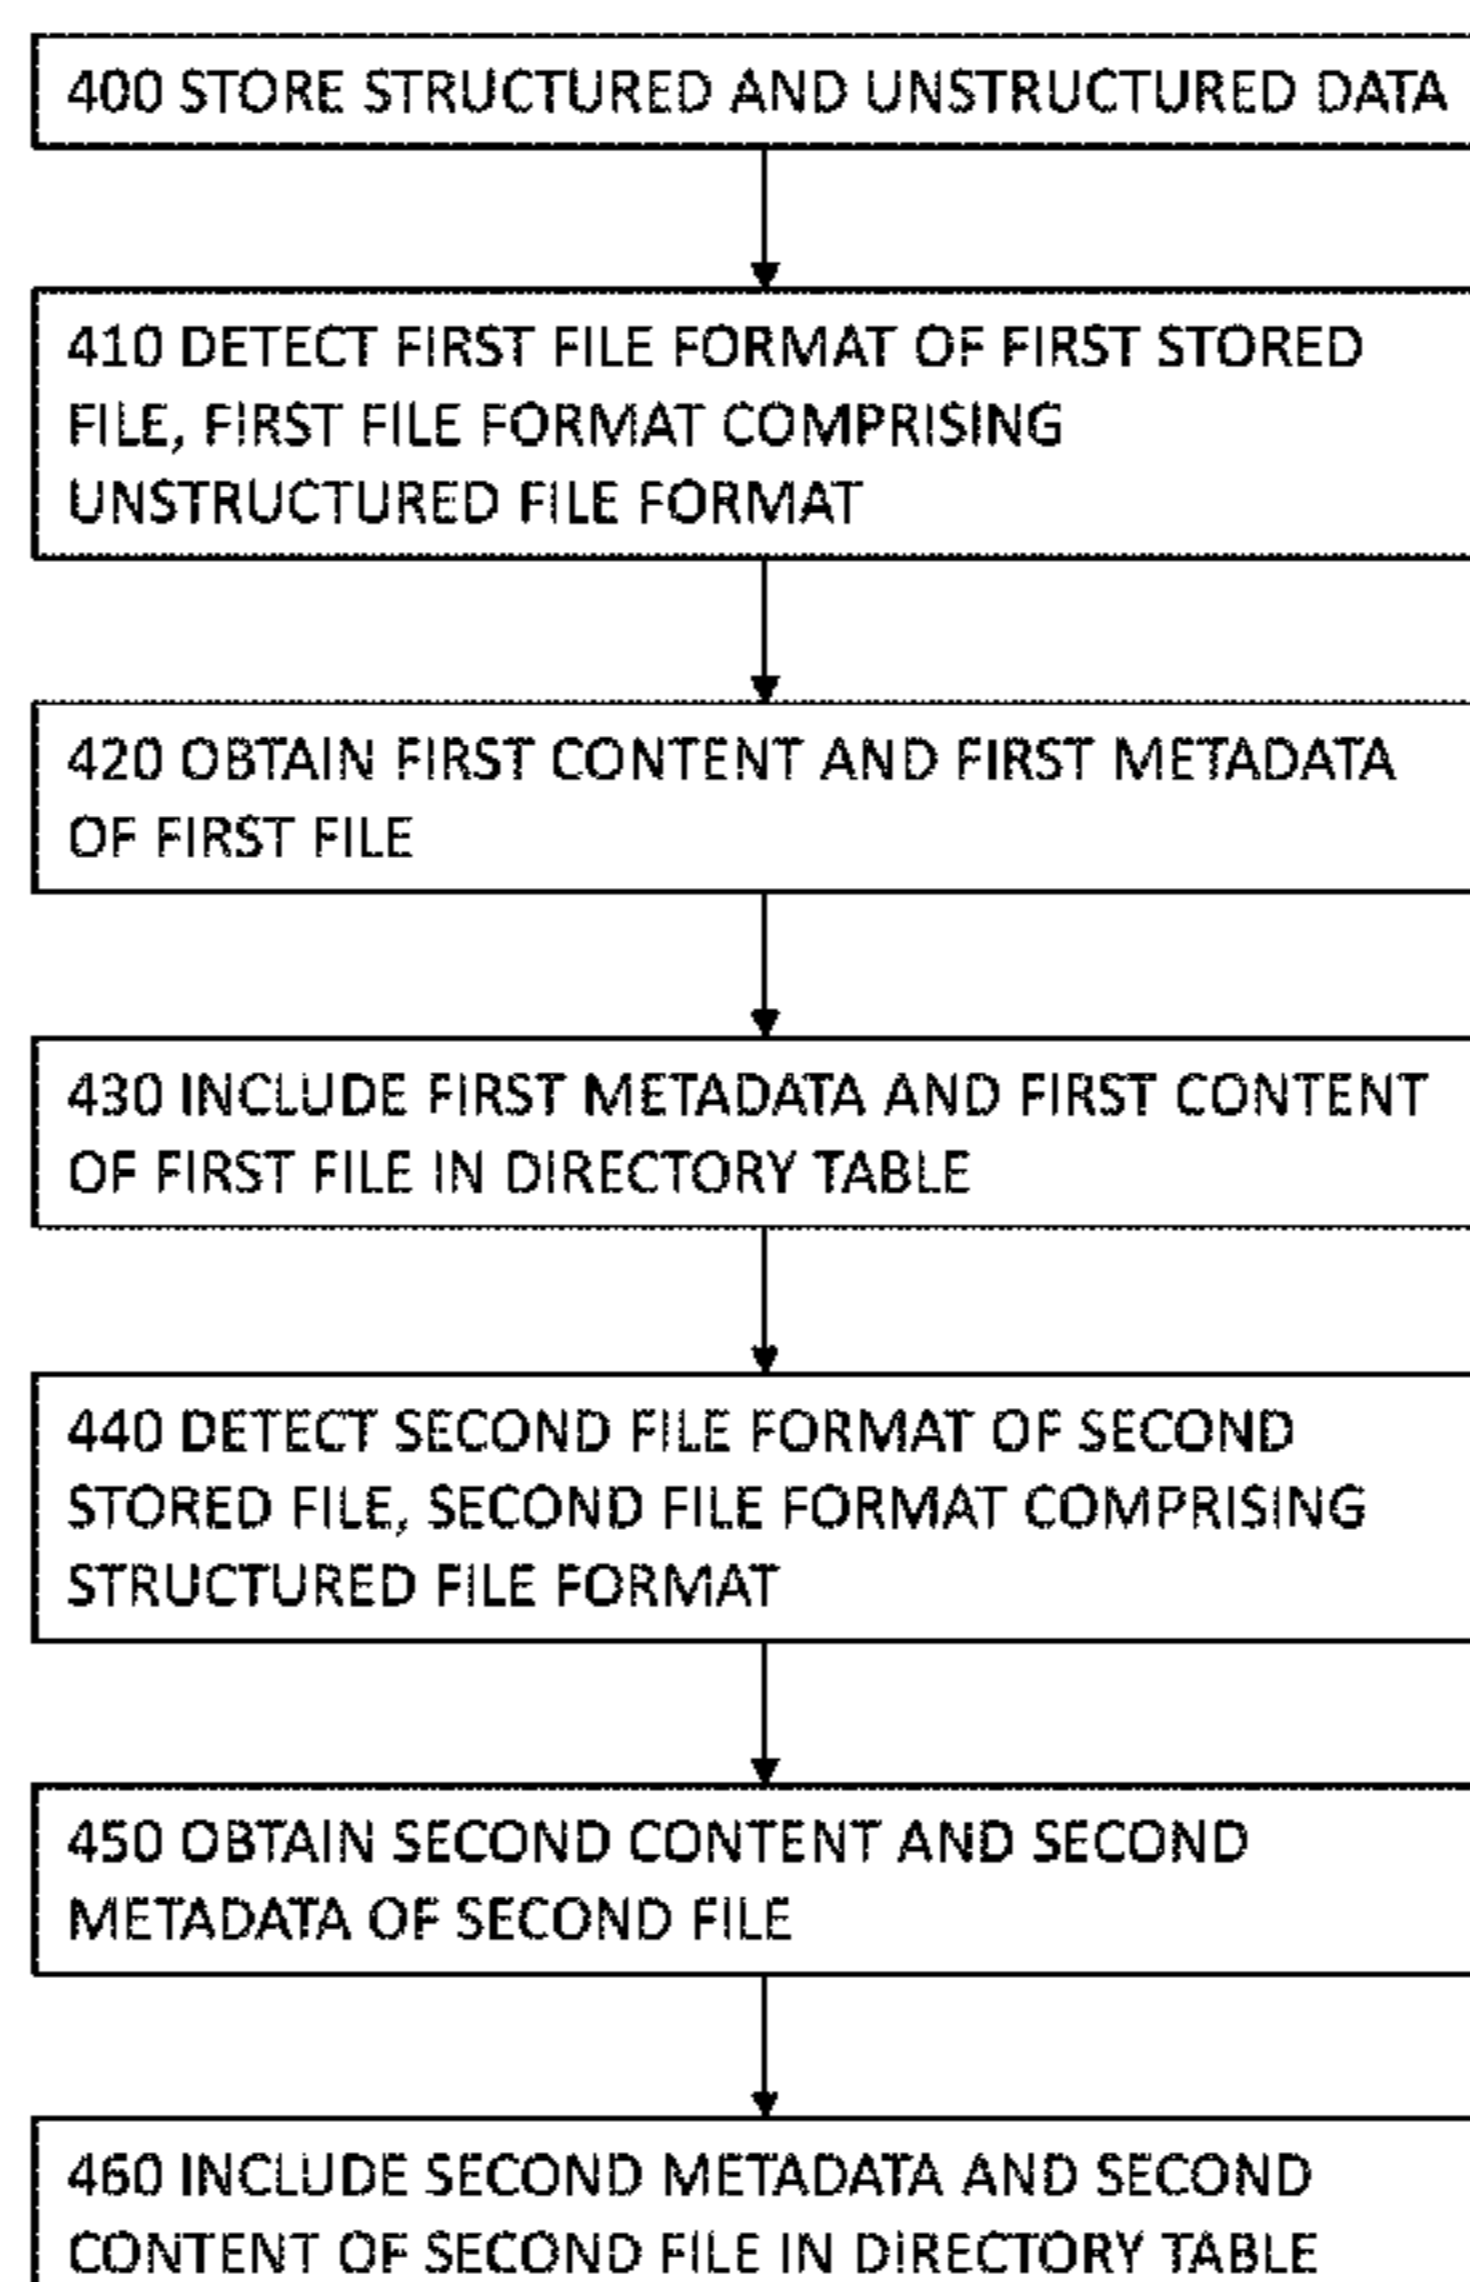 400 STORE STRUCTURED AND UNSTRUCTURED DATA
410 DETECT FIRST FILE FORMAT OF FIRST STORED
FILE, FIRST FILE FORMAT COMPRISING
UNSTRUCTURED FILE FORMAT
420 OBTAIN FIRST CONTENT AND FIRST METADATA
OF FIRST FILE
430 INCLUDE FIRST METADATA AND FIRST CONTENT
OF FIRST FILE IN DIRECTORY TABLE
440 DETECT SECOND FILE FORMAT OF SECOND
STORED FILE, SECOND FILE FORMAT COMPRISING
STRUCTURED FILE FORMAT
450 OBTAIN SECOND CONTENT AND SECOND
METADATA OF SECOND FILE
460 INCLUDE SECOND METADATA AND SECOND
CONTENT OF SECOND FILE IN DIRECTORY TABLE